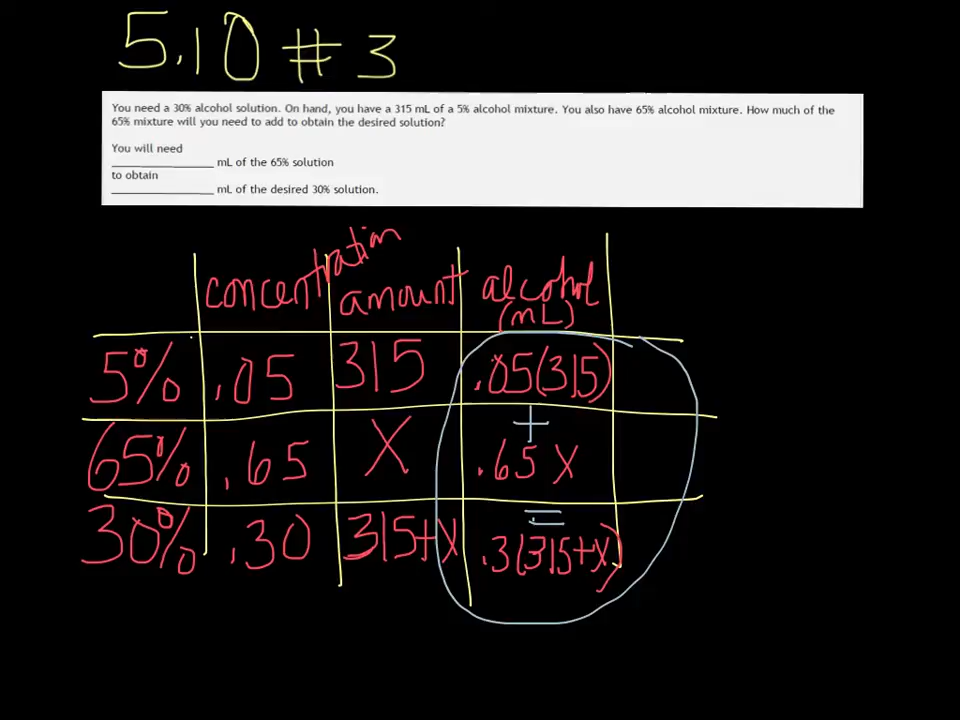 5.10 #3
You need a 30% alcohol solution. On hand, you have a 315 mL of a 5% alcohol mixture. You also have 65% alcohol mixture. How much of the
65% mixture will you need to add to obtain the desired solution?
You will need
______________ mL of the 65% solution
to obtain
______________ mL of the desired 30% solution.
concentration amount alcohol
(mL)
5% .05 315 .05(315)
+
65% .65 X .65 X
=
30% .30 315+X .3(315+X)